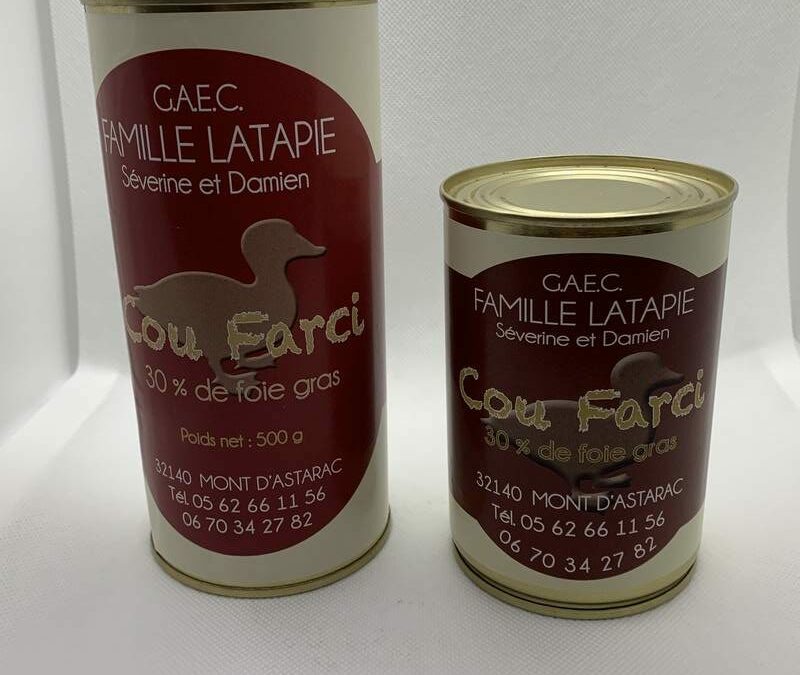 G.A.E.C.
FAMILLE LATAPIE
Séverine et Damien
Cou Farci
30 % de foie gras
Poids net : 500 g
32140 MONT D'ASTARAC
Tél. 05 62 66 11 56
06 70 34 27 82
G.A.E.C.
FAMILLE LATAPIE
Séverine et Damien
Cou Farci
30 % de foie gras
32140 MONT D'ASTARAC
Tél. 05 62 66 11 56
06 70 34 27 82